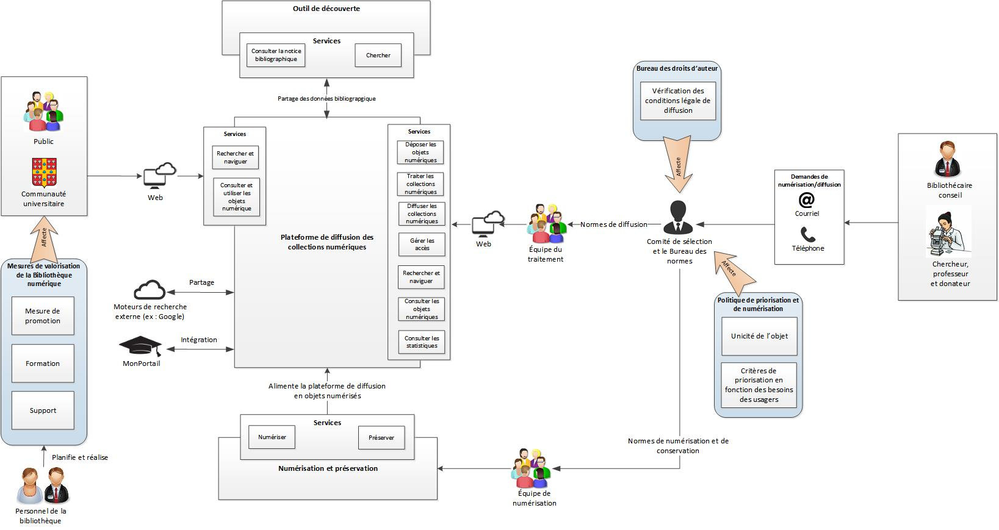 Outil de découverte
Services
Consulter la notice
bibliographique
Chercher
Partage des données bibliograpgique
Public
Communauté
universitaire
Web
Services
Rechercher et
naviguer
Consulter et
utiliser les
objets
numérique
Plateforme de diffusion des
collections numériques
Services
Déposer les
objets
numériques
Traiter les
collections
numériques
Diffuser les
collections
numériques
Gérer les
accès
Rechercher et
naviguer
Consulter les
objets
numériques
Consulter les
statistiques
Web
Équipe du
traitement
Normes de diffusion
Bureau des droits d'auteur
Vérification des
conditions légale de
diffusion
Affecte
Comité de sélection
et le Bureau des
normes
Demandes de
numérisation/diffusion
@
Courriel
Téléphone
Bibliothécaire
conseil
Chercheur,
professeur
et donateur
Affecte
Politique de priorisation et
de numérisation
Unicité de l'objet
Critères de
priorisation en
fonction des besoins
des usagers
Affecte
Mesures de valorisation
de la Bibliothèque
numérique
Mesure de
promotion
Formation
Support
Planifie et réalise
Personnel de la
bibliothèque
Partage
Moteurs de recherche
externe (ex : Google)
Intégration
MonPortail
Alimente la plateforme de diffusion
en objets numérisés
Services
Numériser
Préserver
Numérisation et préservation
Équipe de
numérisation
Normes de numérisation et de
conservation